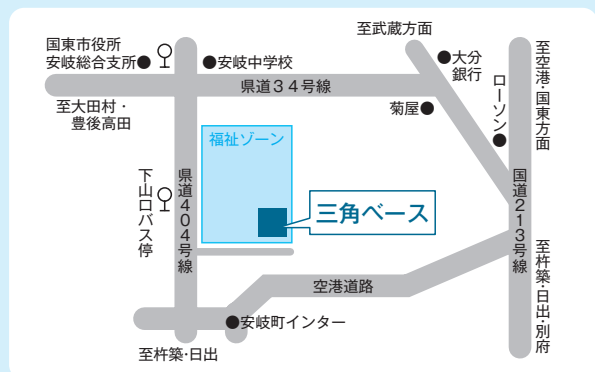 至武蔵方面
国東市役所
安岐総合支所
安岐中学校
大分
銀行
至空港・国東方面
ローソン
県道34号線
菊屋
至大田村・
豊後高田
福祉ゾーン
下山口バス停
県道404号線
三角ベース
国道213号線
空港道路
至杵築・日出・別府
安岐町インター
至杵築・日出